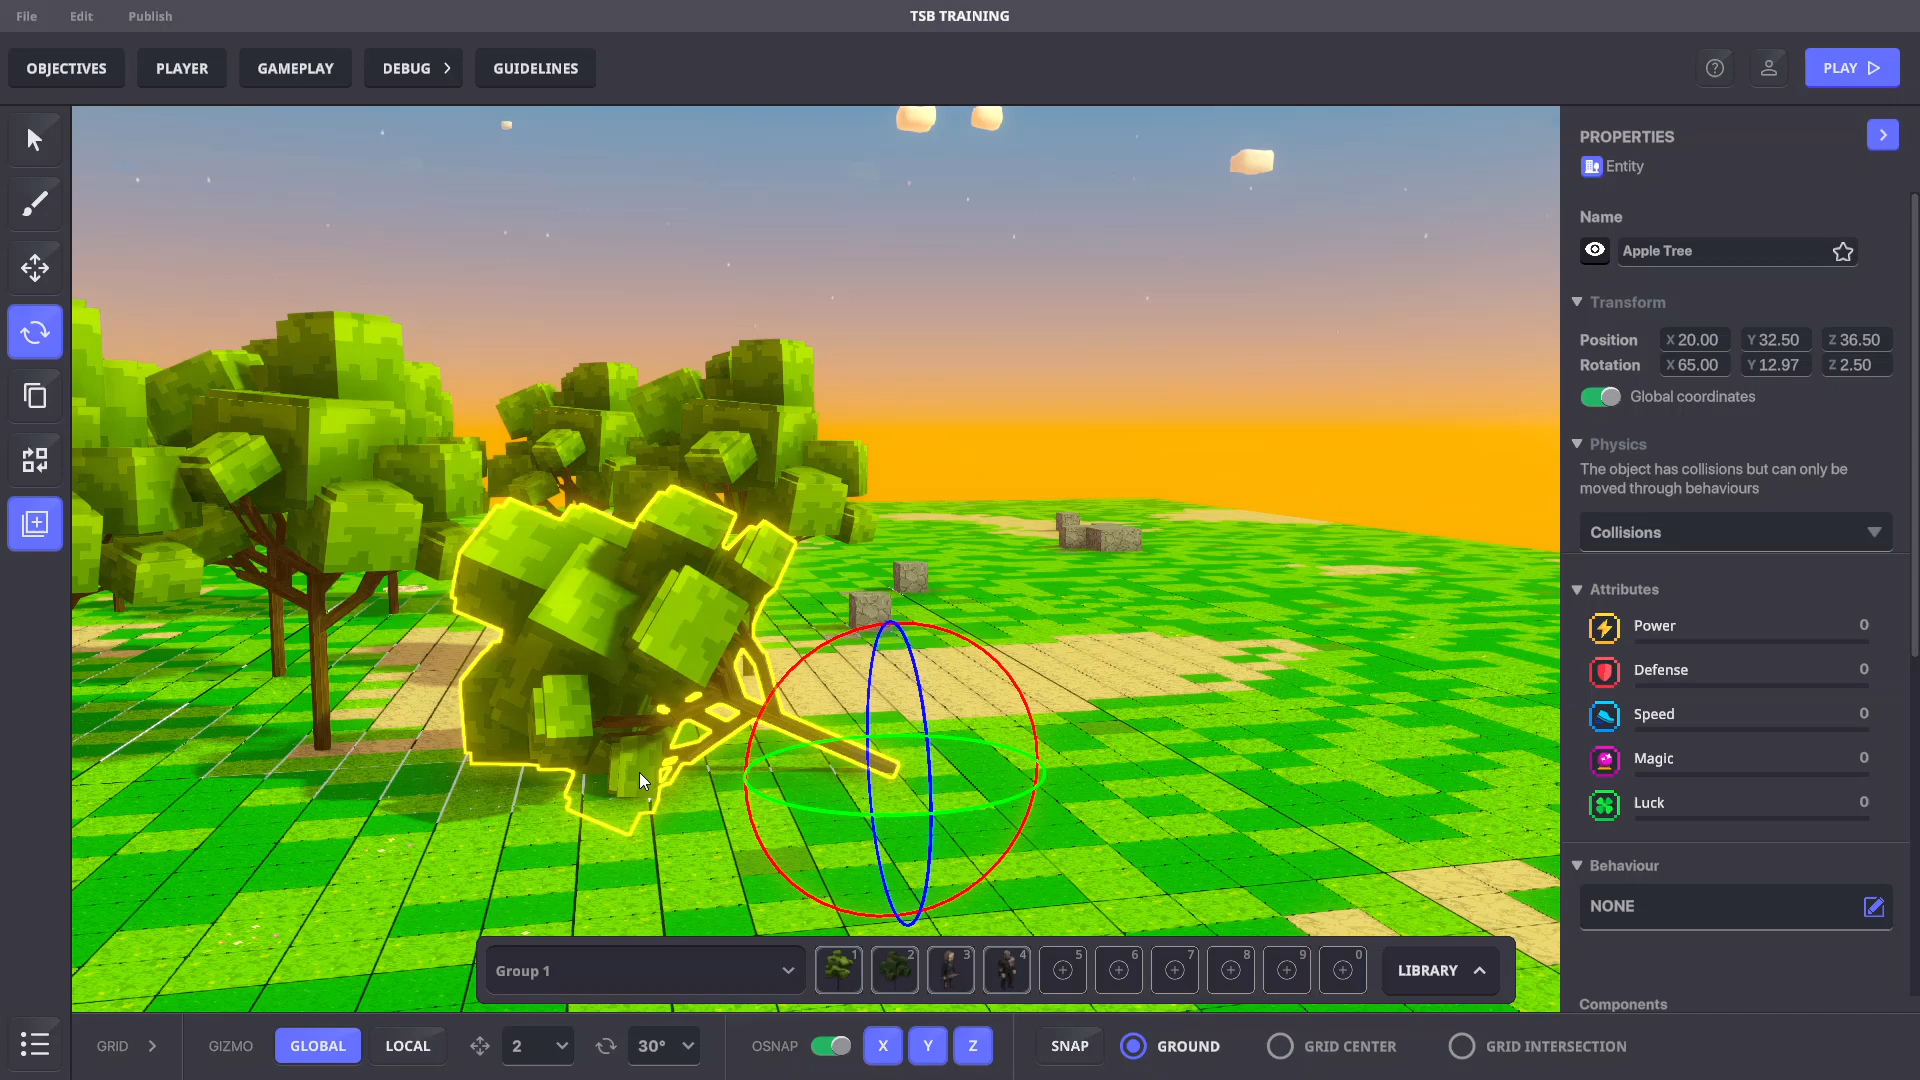 File Edit Publish TSB TRAINING
OBJECTIVES PLAYER GAMEPLAY DEBUG GUIDELINES PLAY
PROPERTIES
Entity
Name
Apple Tree
Transform
Position X 20.00 Y 32.50 Z 36.50
Rotation X 65.00 Y 12.97 Z 2.50
Global coordinates
Physics
The object has collisions but can only be
moved through behaviours
Collisions
Attributes
Power 0
Defense 0
Speed 0
Magic 0
Luck 0
Behaviour
NONE
Components
Group 1 1 2 3 4 5 6 7 8 9 0 LIBRARY
GRID GIZMO GLOBAL LOCAL 2 30° OSNAP X Y Z SNAP GROUND GRID CENTER GRID INTERSECTION